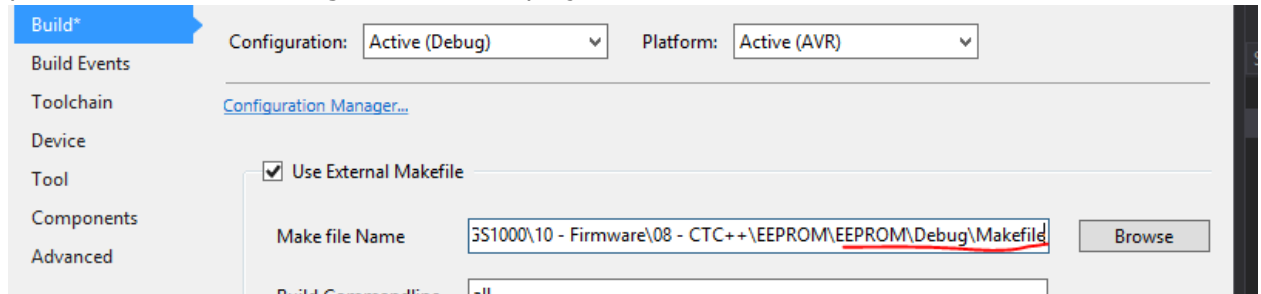 Build*
Configuration: Active (Debug) Platform: Active (AVR)
Build Events
Toolchain
Configuration Manager...
Device
Use External Makefile
Tool
Components
Make file Name GS1000\10 - Firmware\08 - CTC++\EEPROM\EEPROM\Debug\Makefile Browse
Advanced